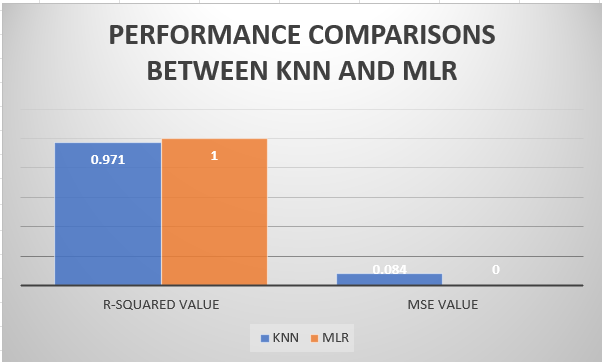 PERFORMANCE COMPARISONS
BETWEEN KNN AND MLR
0.971
1
0.084
0
R-SQUARED VALUE
MSE VALUE
KNN
MLR